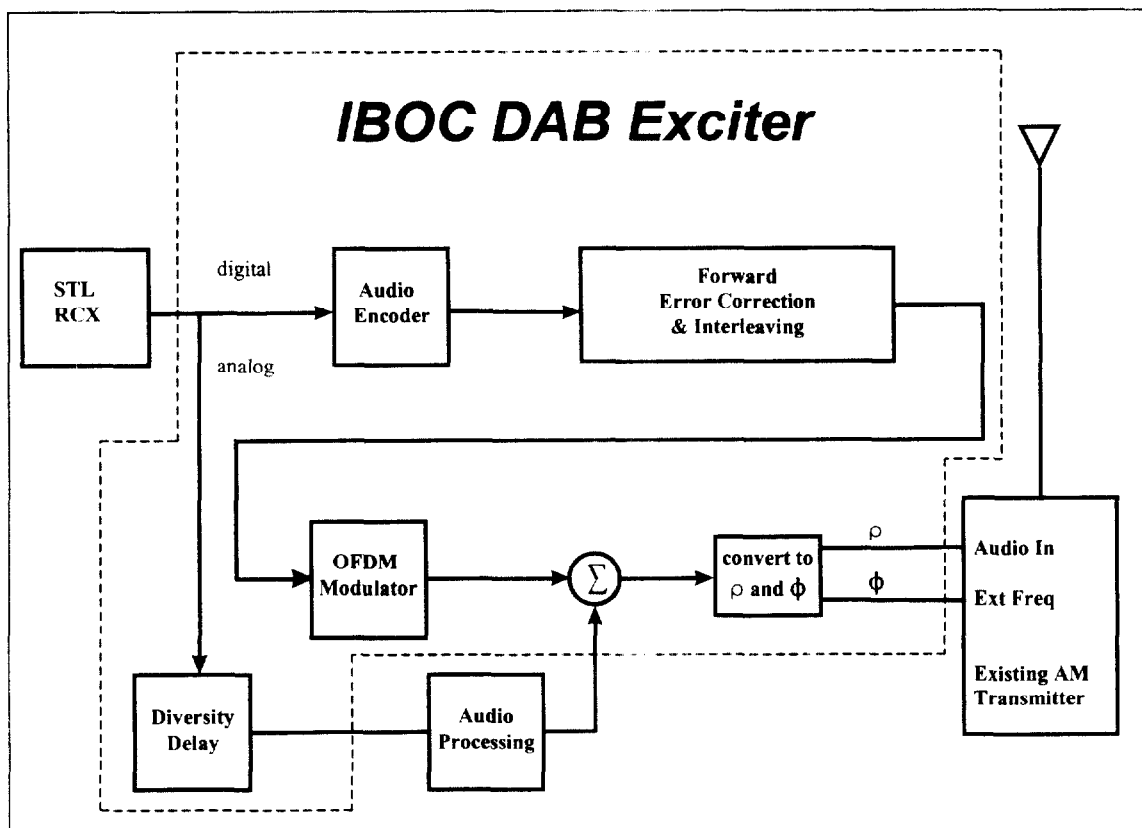 IBOC DAB Exciter
STL
RCX
digital
analog
Audio
Encoder
Forward
Error Correction
& Interleaving
OFDM
Modulator
Σ
convert to
ρ and ϕ
ρ
ϕ
Audio In
Ext Freq
Existing AM
Transmitter
Diversity
Delay
Audio
Processing